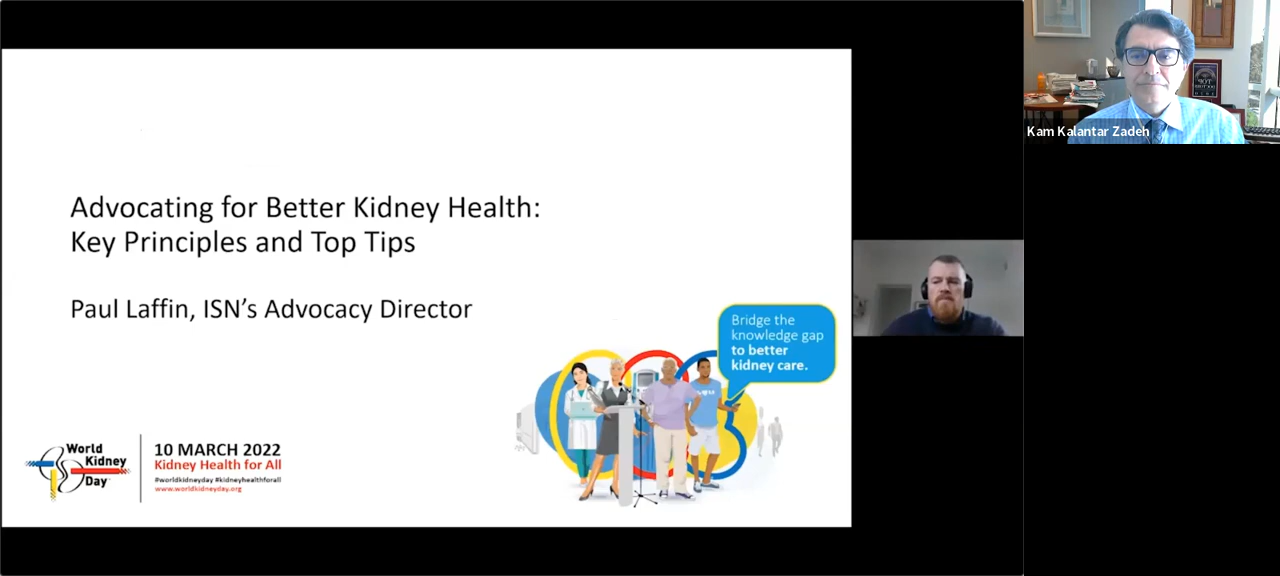 Advocating for Better Kidney Health:
Key Principles and Top Tips
Paul Laffin, ISN's Advocacy Director
Bridge the
knowledge gap
to better
kidney care.
World
Kidney
Day
10 MARCH 2022
Kidney Health for All
#worldkidneyday #kidneyhealthforall
www.worldkidneyday.org
Kam Kalantar Zadeh